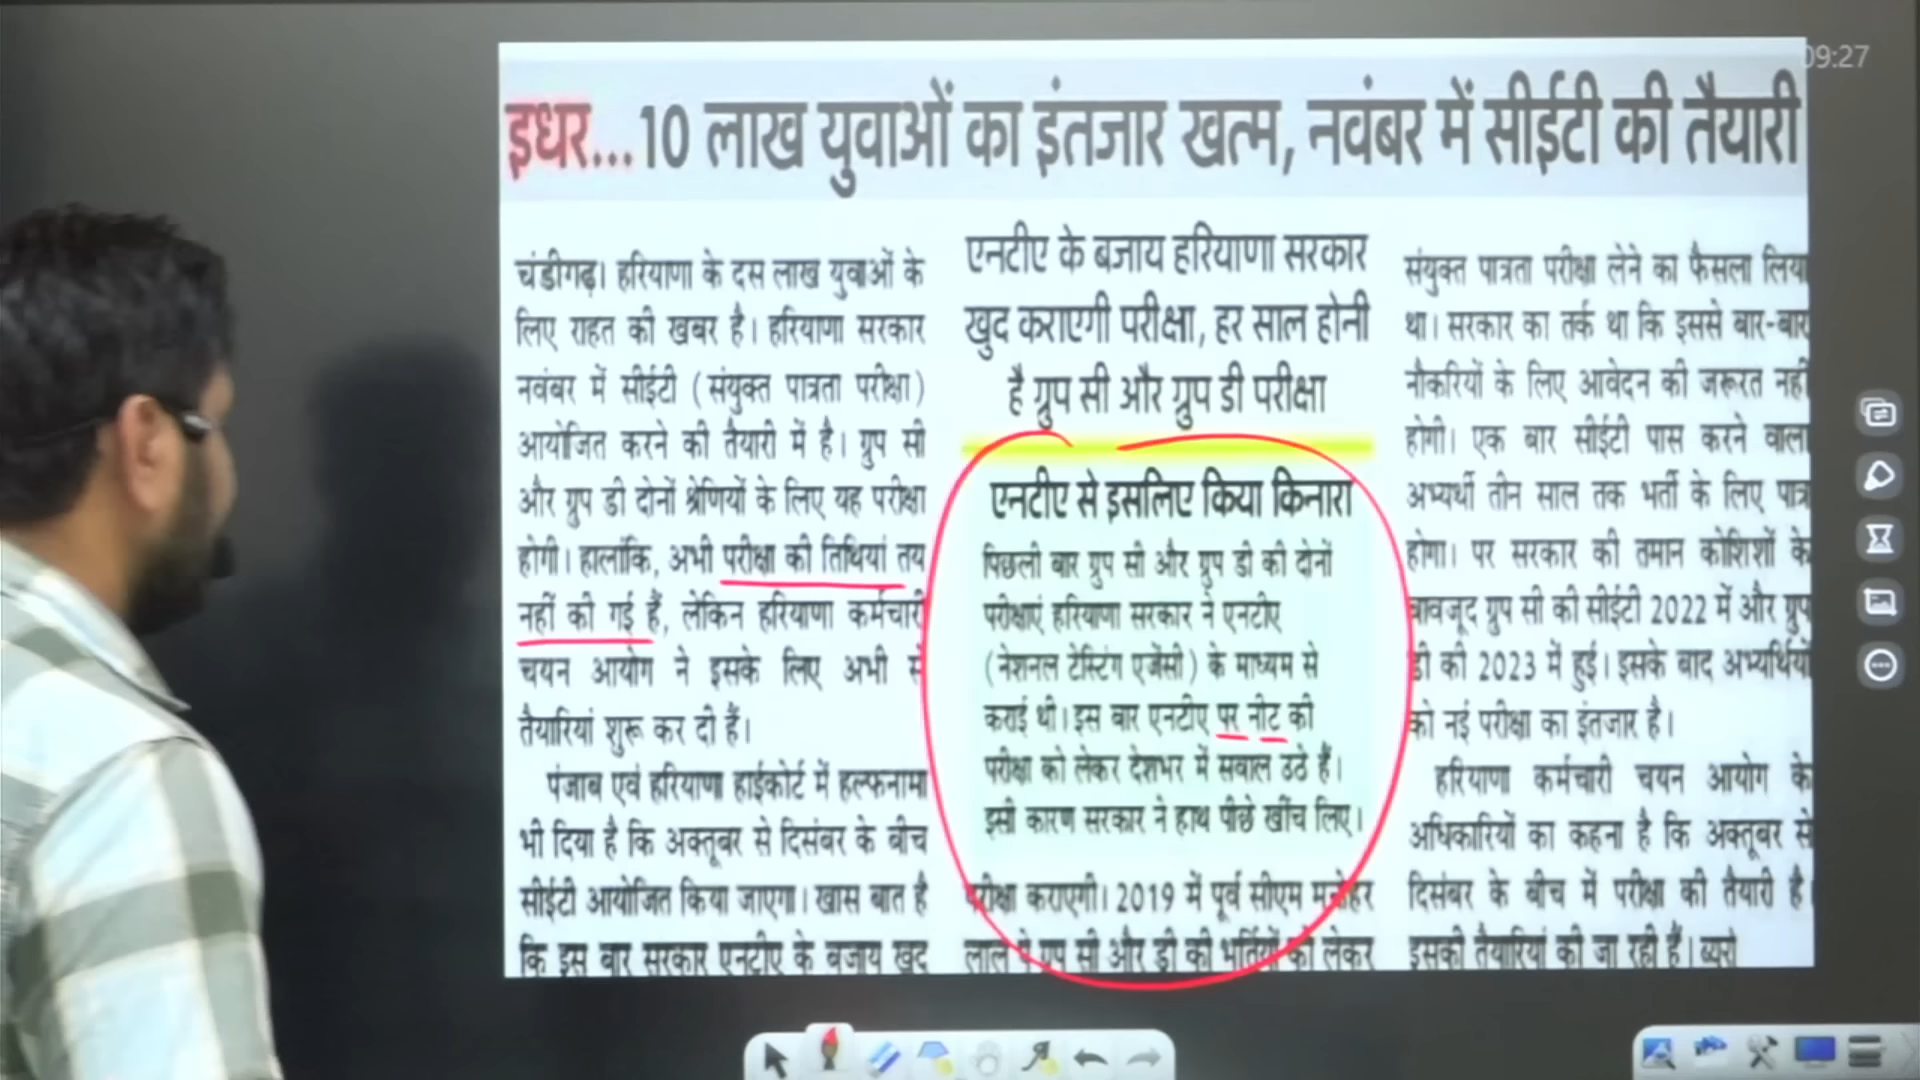 09:27
इधर...10 लाख युवाओं का इंतजार खत्म, नवंबर में सीईटी की तैयारी
चंडीगढ़। हरियाणा के दस लाख युवाओं के
लिए राहत की खबर है। हरियाणा सरकार
नवंबर में सीईटी (संयुक्त पात्रता परीक्षा)
आयोजित करने की तैयारी में है। ग्रुप सी
और ग्रुप डी दोनों श्रेणियों के लिए यह परीक्षा
होगी। हालांकि, अभी परीक्षा की तिथियां तय
नहीं की गई हैं, लेकिन हरियाणा कर्मचारी
चयन आयोग ने इसके लिए अभी से
तैयारियां शुरू कर दी हैं।
पंजाब एवं हरियाणा हाईकोर्ट में हल्फनामा
भी दिया है कि अक्तूबर से दिसंबर के बीच
सीईटी आयोजित किया जाएगा। खास बात है
कि इस बार सरकार एनटीए के बजाय खुद
एनटीए के बजाय हरियाणा सरकार
खुद कराएगी परीक्षा, हर साल होनी
है ग्रुप सी और ग्रुप डी परीक्षा
एनटीए से इसलिए किया किनारा
पिछली बार ग्रुप सी और ग्रुप डी की दोनों
परीक्षाएं हरियाणा सरकार ने एनटीए
(नेशनल टेस्टिंग एजेंसी) के माध्यम से
कराई थी। इस बार एनटीए पर नीट की
परीक्षा को लेकर देशभर में सवाल उठे हैं।
इसी कारण सरकार ने हाथ पीछे खींच लिए।
परीक्षा कराएगी। 2019 में पूर्व सीएम मनोहर
लाल ने ग्रुप सी और डी की भर्तियों को लेकर
संयुक्त पात्रता परीक्षा लेने का फैसला लिया
था। सरकार का तर्क था कि इससे बार-बार
नौकरियों के लिए आवेदन की जरूरत नहीं
होगी। एक बार सीईटी पास करने वाला
अभ्यर्थी तीन साल तक भर्ती के लिए पात्र
होगा। पर सरकार की तमान कोशिशों के
बावजूद ग्रुप सी की सीईटी 2022 में और ग्रुप
डी की 2023 में हुई। इसके बाद अभ्यर्थियों
को नई परीक्षा का इंतजार है।
हरियाणा कर्मचारी चयन आयोग के
अधिकारियों का कहना है कि अक्तूबर से
दिसंबर के बीच में परीक्षा की तैयारी है।
इसकी तैयारियां की जा रही हैं। ब्यूरो